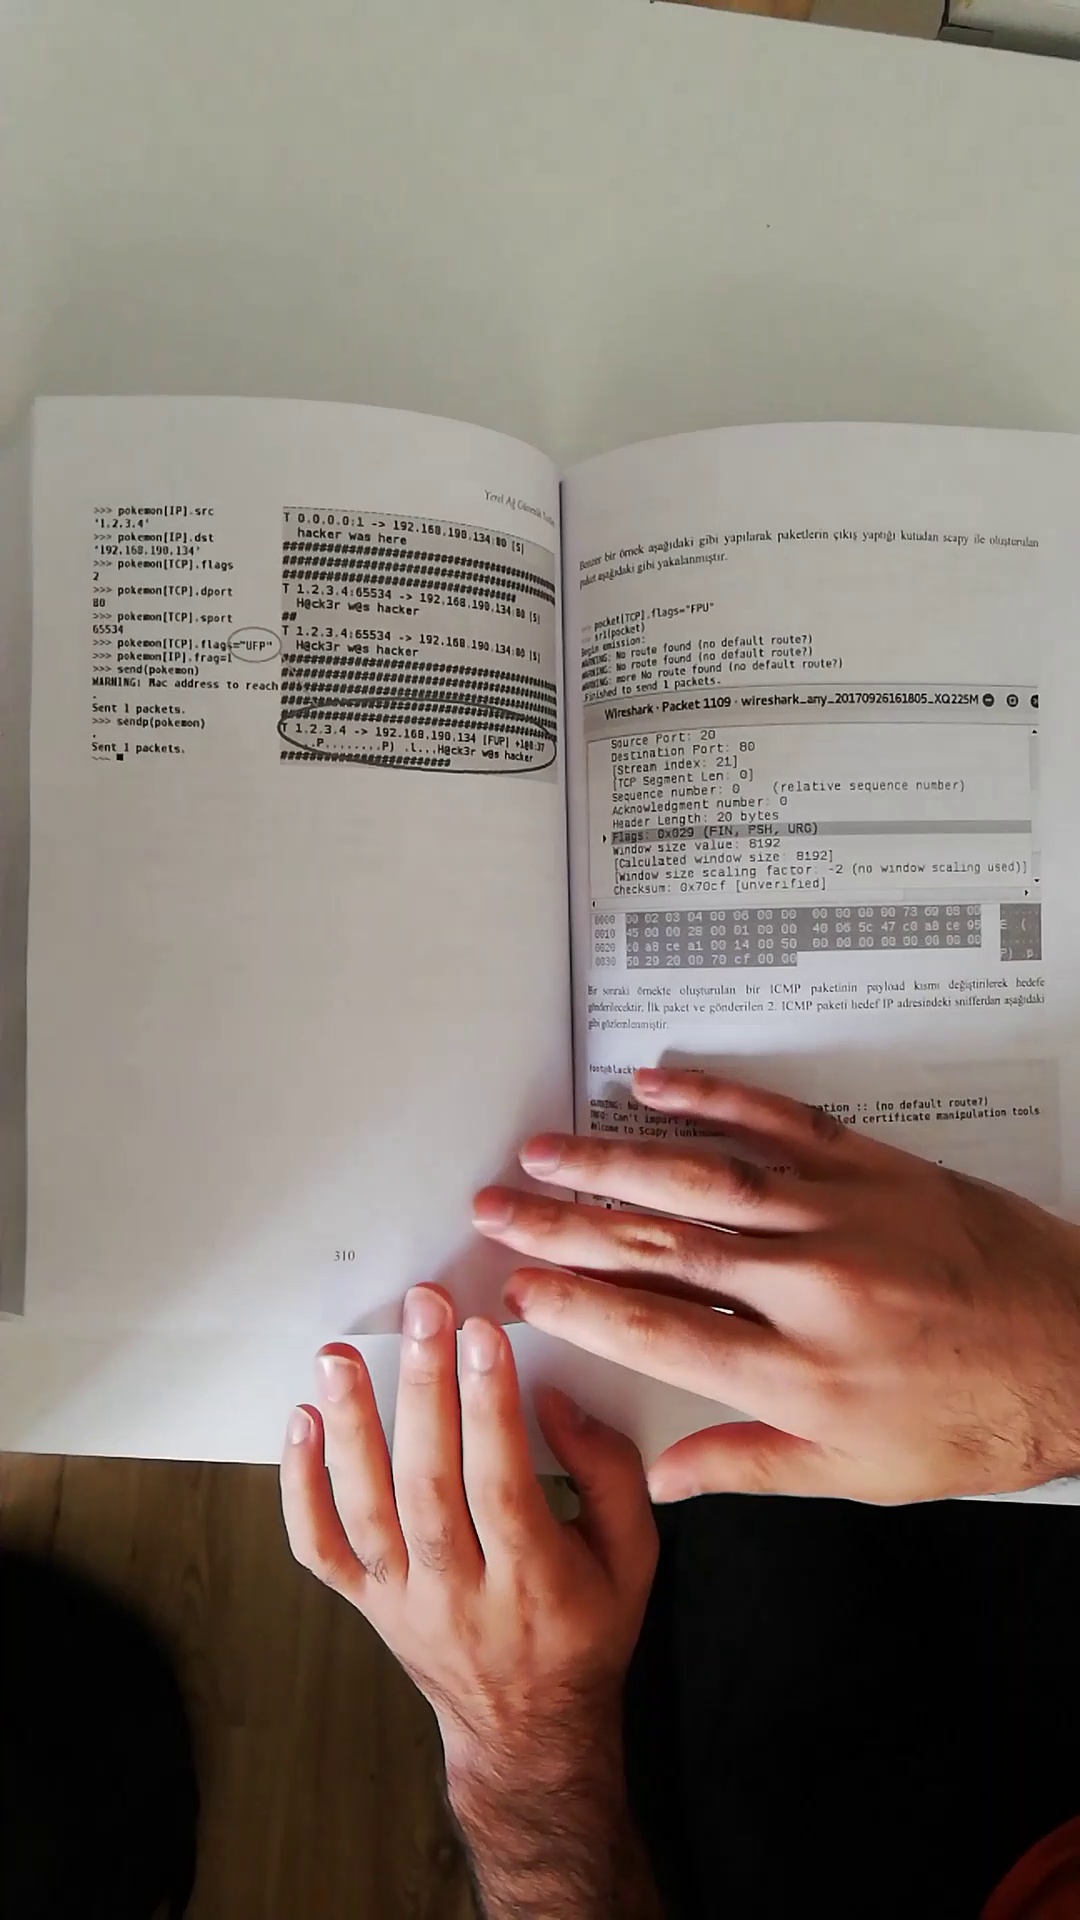 Yerel Ağ Güvenlik
>>> pokemon[IP].src
'1.2.3.4'
>>> pokemon[IP].dst
'192.168.190.134'
>>> pokemon[TCP].flags
2
>>> pokemon[TCP].dport
80
>>> pokemon[TCP].sport
65534
>>> pokemon[TCP].flags="UFP"
>>> pokemon[IP].frag=1
>>> send(pokemon)
WARNING: Mac address to reach
.
Sent 1 packets.
>>> sendp(pokemon)
.
Sent 1 packets.
T 0.0.0.0:1 -> 192.168.190.134:80 [S]
hacker was here
T 1.2.3.4:65534 -> 192.168.190.134:80 [S]
H@ck3r w@s hacker
##
T 1.2.3.4:65534 -> 192.168.190.134:80 [S]
H@ck3r w@s hacker
T 1.2.3.4 -> 192.168.190.134 [FUP]
..P........P) .l...H@ck3r w@s hacker
310
Benzer bir örnek aşağıdaki gibi yapılarak paketlerin çıkış yaptığı kutudan scapy ile oluşturulan
paket aşağıdaki gibi yakalanmıştır.
pocket[TCP].flags="FPU"
sr1(pocket)
Begin emission:
WARNING: No route found (no default route?)
WARNING: No route found (no default route?)
WARNING: more No route found (no default route?)
Finished to send 1 packets.
Wireshark · Packet 1109 · wireshark_any_20170926161805_XQ22SM
Source Port: 20
Destination Port: 80
[Stream index: 21]
[TCP Segment Len: 0]
Sequence number: 0 (relative sequence number)
Acknowledgment number: 0
Header Length: 20 bytes
Flags: 0x029 (FIN, PSH, URG)
Window size value: 8192
[Calculated window size: 8192]
[Window size scaling factor: -2 (no window scaling used)]
Checksum: 0x70cf [unverified]
0000 00 02 03 04 00 06 00 00 00 00 00 00 73 69 08 00
0010 45 00 00 28 00 01 00 00 40 06 5c 47 c0 a8 ce 95 E..(
0020 c0 a8 ce a1 00 14 00 50 00 00 00 00 00 00 00 00
0030 50 29 20 00 70 cf 00 00 P) .p
Bir sonraki örnekte oluşturulan bir ICMP paketinin payload kısmı değiştirilerek hedefe
gönderilecektir. İlk paket ve gönderilen 2. ICMP paketi hedef IP adresindeki snifferdan aşağıdaki
gibi gözlemlenmiştir.
WARNING: No :: (no default route?)
INFO: Can't import certificate manipulation tools
Welcome to Scapy